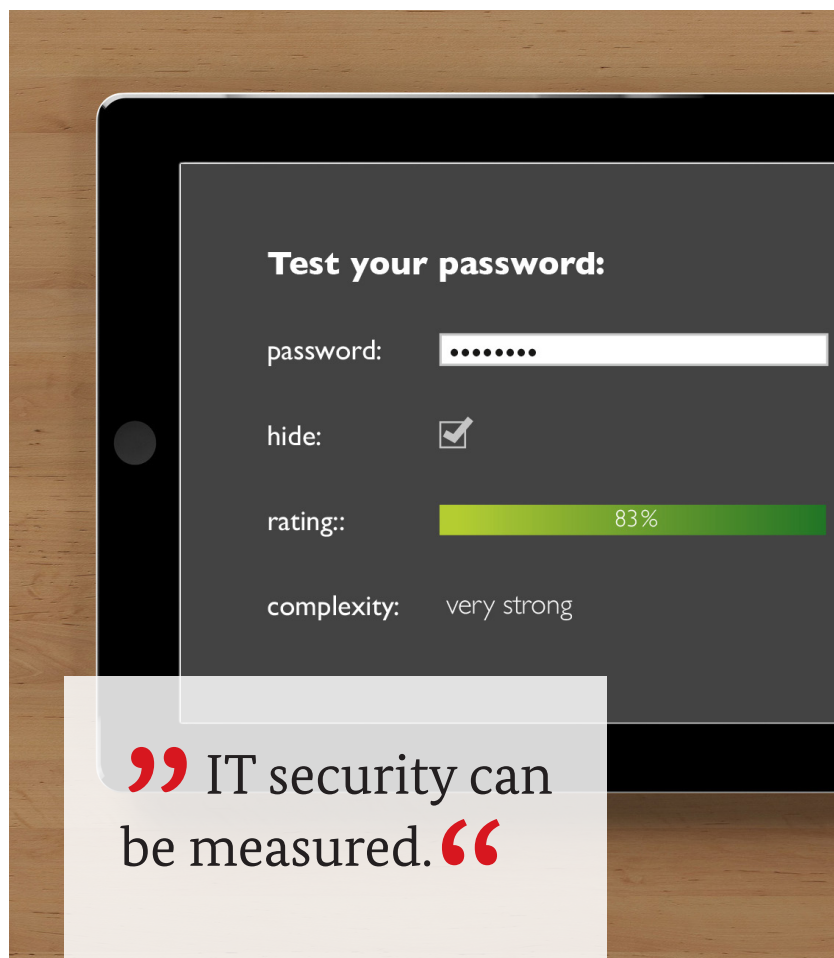 Test your password:
password: ••••••••
hide:
rating:: 83%
complexity: very strong
” IT security can
be measured. “